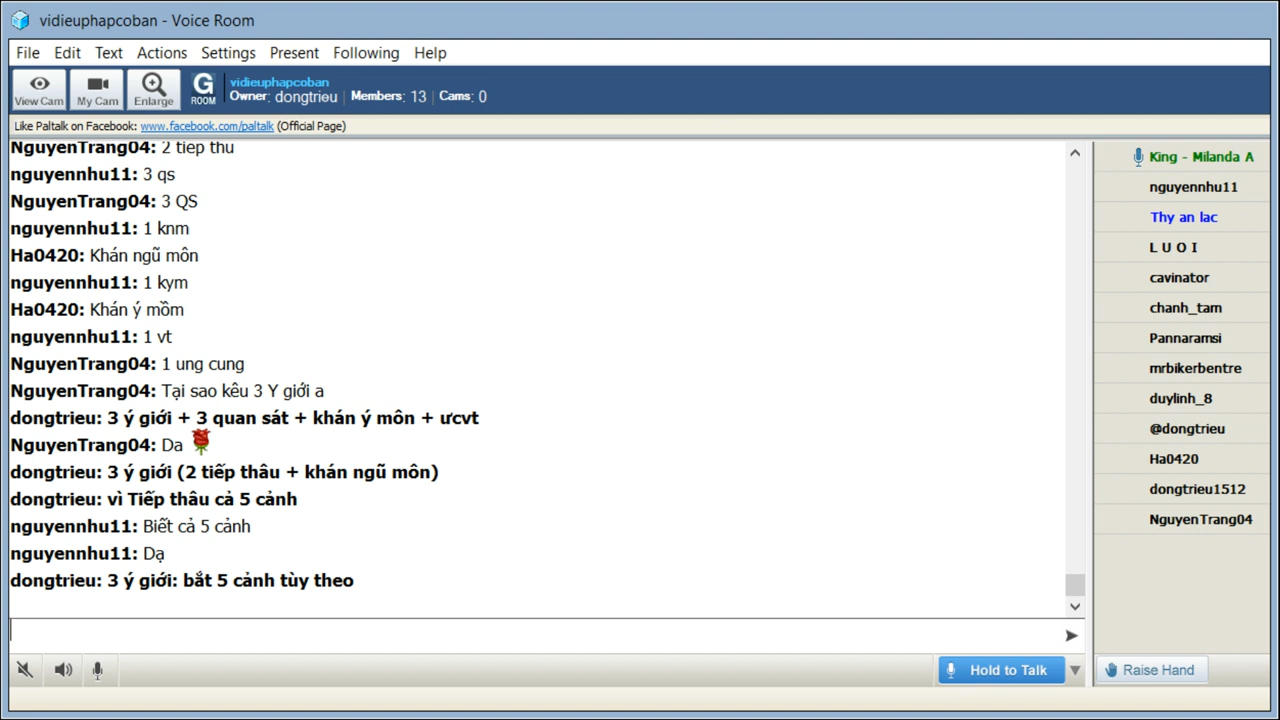 vidieuphapcoban - Voice Room
File Edit Text Actions Settings Present Following Help
View Cam My Cam Enlarge G ROOM
vidieuphapcoban
Owner: dongtrieu | Members: 13 | Cams: 0
Like Paltalk on Facebook: www.facebook.com/paltalk (Official Page)
NguyenTrang04: 2 tiep thu
nguyennhu11: 3 qs
NguyenTrang04: 3 QS
nguyennhu11: 1 knm
Ha0420: Khán ngũ môn
nguyennhu11: 1 kym
Ha0420: Khán ý mồm
nguyennhu11: 1 vt
NguyenTrang04: 1 ung cung
NguyenTrang04: Tại sao kêu 3 Y giới a
dongtrieu: 3 ý giới + 3 quan sát + khán ý môn + ưcvt
NguyenTrang04: Da
dongtrieu: 3 ý giới (2 tiếp thâu + khán ngũ môn)
dongtrieu: vì Tiếp thâu cả 5 cảnh
nguyennhu11: Biết cả 5 cảnh
nguyennhu11: Dạ
dongtrieu: 3 ý giới: bắt 5 cảnh tùy theo
King - Milanda A
nguyennhu11
Thy an lac
L U O I
cavinator
chanh_tam
Pannaramsi
mrbikerbentre
duylinh_8
@dongtrieu
Ha0420
dongtrieu1512
NguyenTrang04
Hold to Talk
Raise Hand